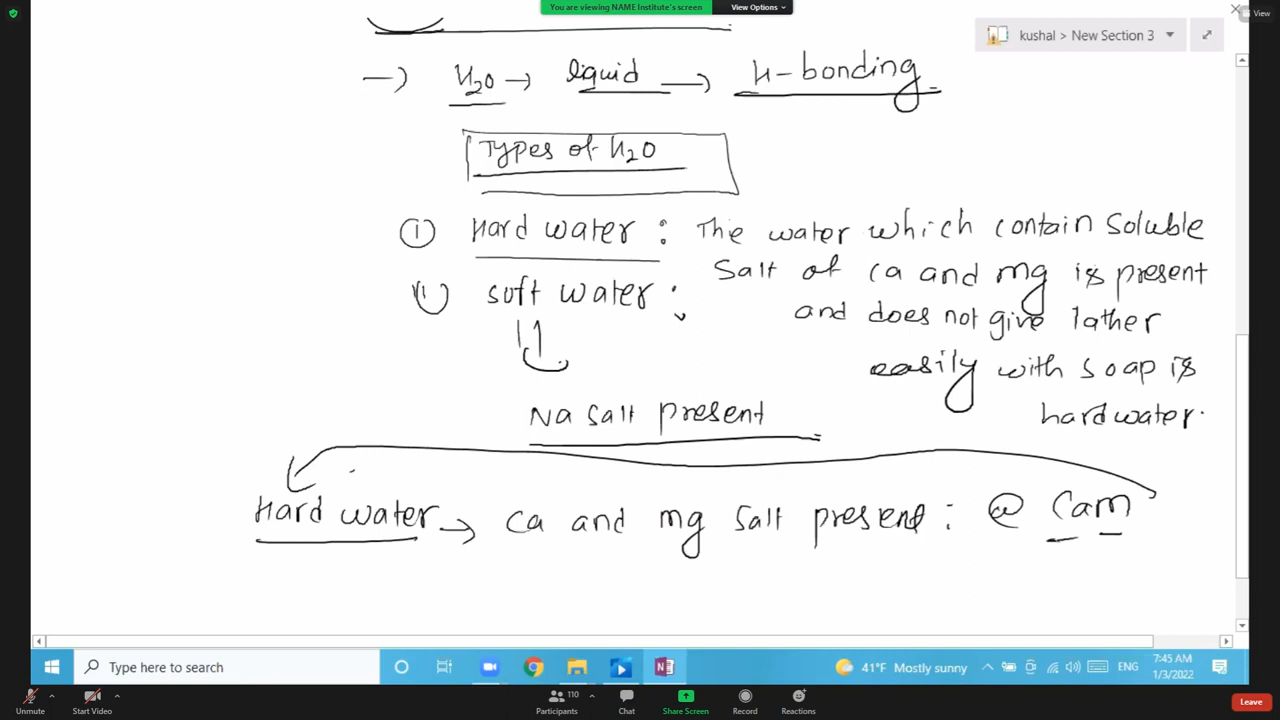 You are viewing NAME Institute's screen View Options
View
kushal > New Section 3
→ H2O → liquid → H-bonding
Types of H2O
① Hard water : The water which contain soluble
salt of ca and mg is present
and does not give lather
easily with soap is
hardwater.
① soft water :
Na salt present
Hard water → ca and mg salt present : @ Cam
Type here to search
41°F Mostly sunny
ENG
7:45 AM
1/3/2022
Unmute
Start Video
110
Participants
Chat
Share Screen
Record
Reactions
Leave